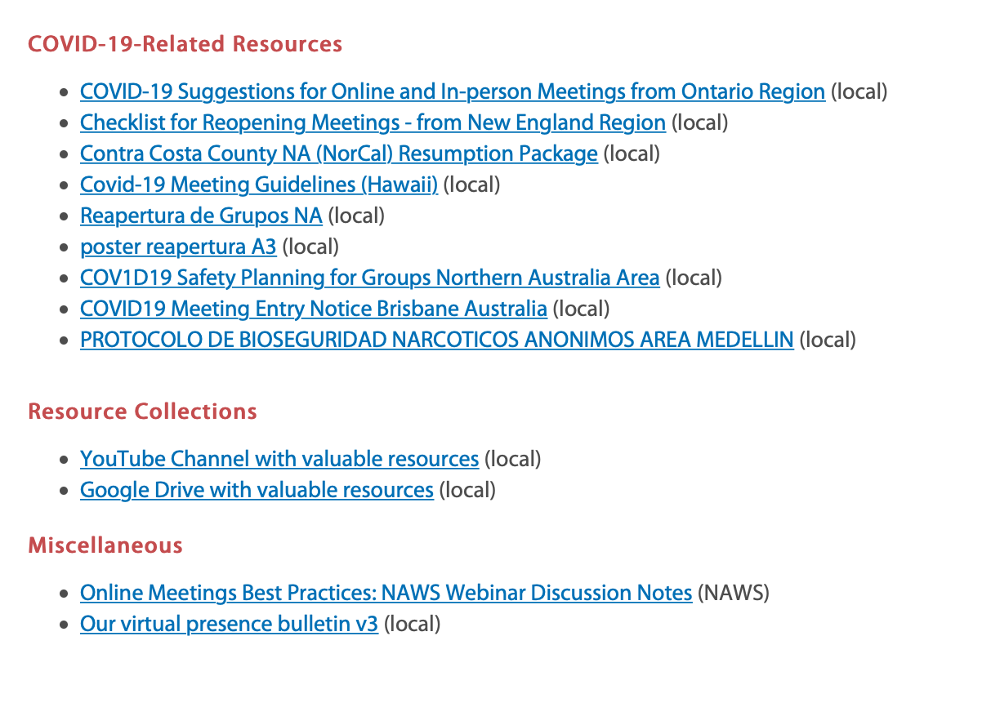 COVID-19-Related Resources
• COVID-19 Suggestions for Online and In-person Meetings from Ontario Region (local)
• Checklist for Reopening Meetings - from New England Region (local)
• Contra Costa County NA (NorCal) Resumption Package (local)
• Covid-19 Meeting Guidelines (Hawaii) (local)
• Reapertura de Grupos NA (local)
• poster reapertura A3 (local)
• COV1D19 Safety Planning for Groups Northern Australia Area (local)
• COVID19 Meeting Entry Notice Brisbane Australia (local)
• PROTOCOLO DE BIOSEGURIDAD NARCOTICOS ANONIMOS AREA MEDELLIN (local)
Resource Collections
• YouTube Channel with valuable resources (local)
• Google Drive with valuable resources (local)
Miscellaneous
• Online Meetings Best Practices: NAWS Webinar Discussion Notes (NAWS)
• Our virtual presence bulletin v3 (local)